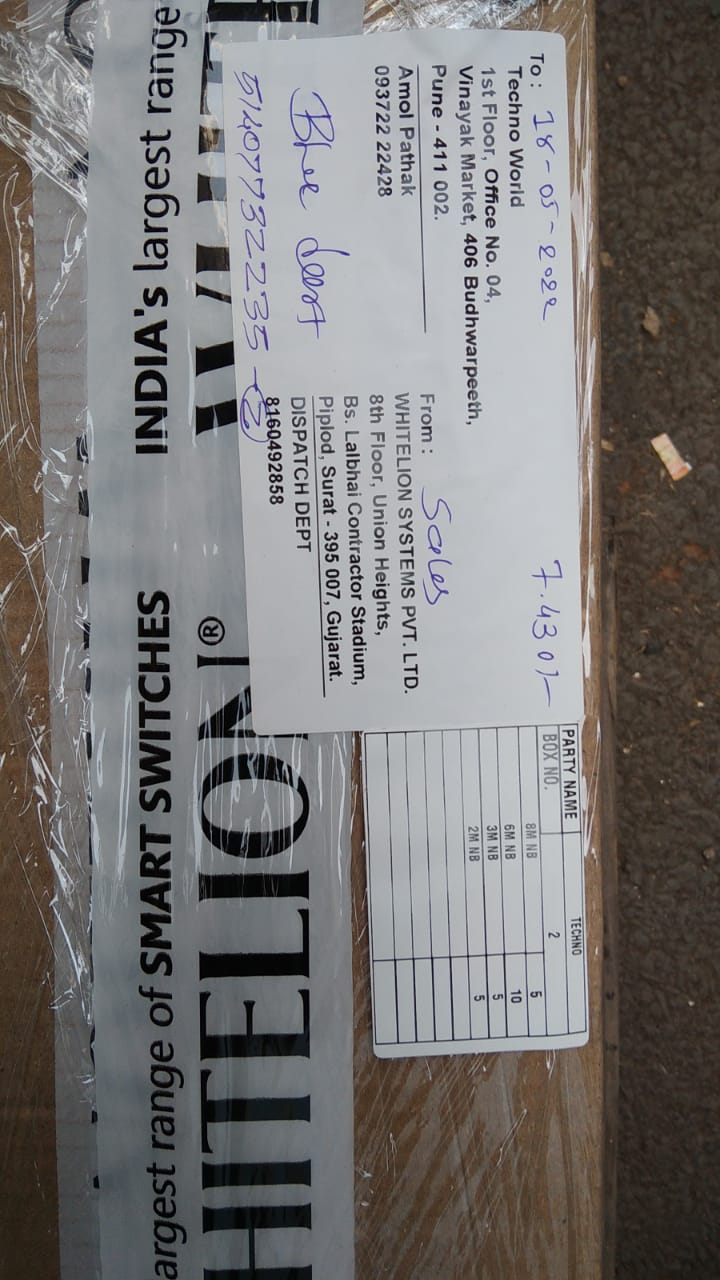 To : 18-05-2022
Techno World
1st Floor, Office No. 04,
Vinayak Market, 406 Budhwarpeeth,
Pune - 411 002.
Amol Pathak
093722 22428
7.430/-
From : Sales
WHITELION SYSTEMS PVT. LTD.
8th Floor, Union Heights,
Bs. Lalbhai Contractor Stadium,
Piplod, Surat - 395 007, Gujarat.
DISPATCH DEPT
8160492858
51407732235 - 2
PARTY NAME TECHNO
BOX NO. 2
8M NB 5
6M NB 10
3M NB 5
2M NB 5
WHITELION®
HITELION
INDIA's largest range of SMART SWITCHES
argest range of SMART SWITCHES
INDIA's largest range